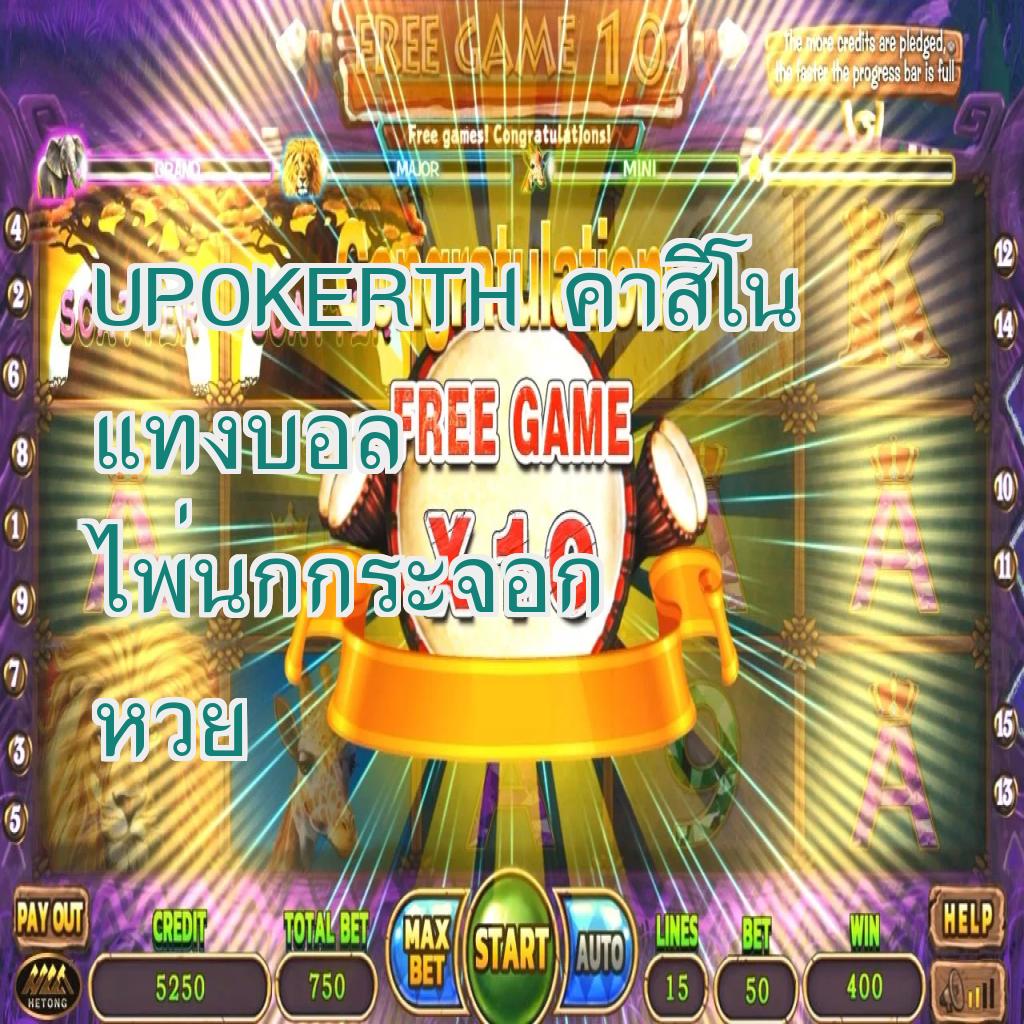 FREE GAME 10
The more credits are pledged,
the faster the progress bar is full
Free games! Congratulations!
GRAND
MAJOR
MINI
4
12
UPOKERTH คาสิโน
2
14
6
แทงบอล
FREE GAME
8
10
X10
1
11
ไพ่นกกระจอก
9
7
หวย
15
3
13
5
PAY OUT
CREDIT
TOTAL BET
MAX BET
START
AUTO
LINES
BET
WIN
HELP
HETONG
5250
750
15
50
400